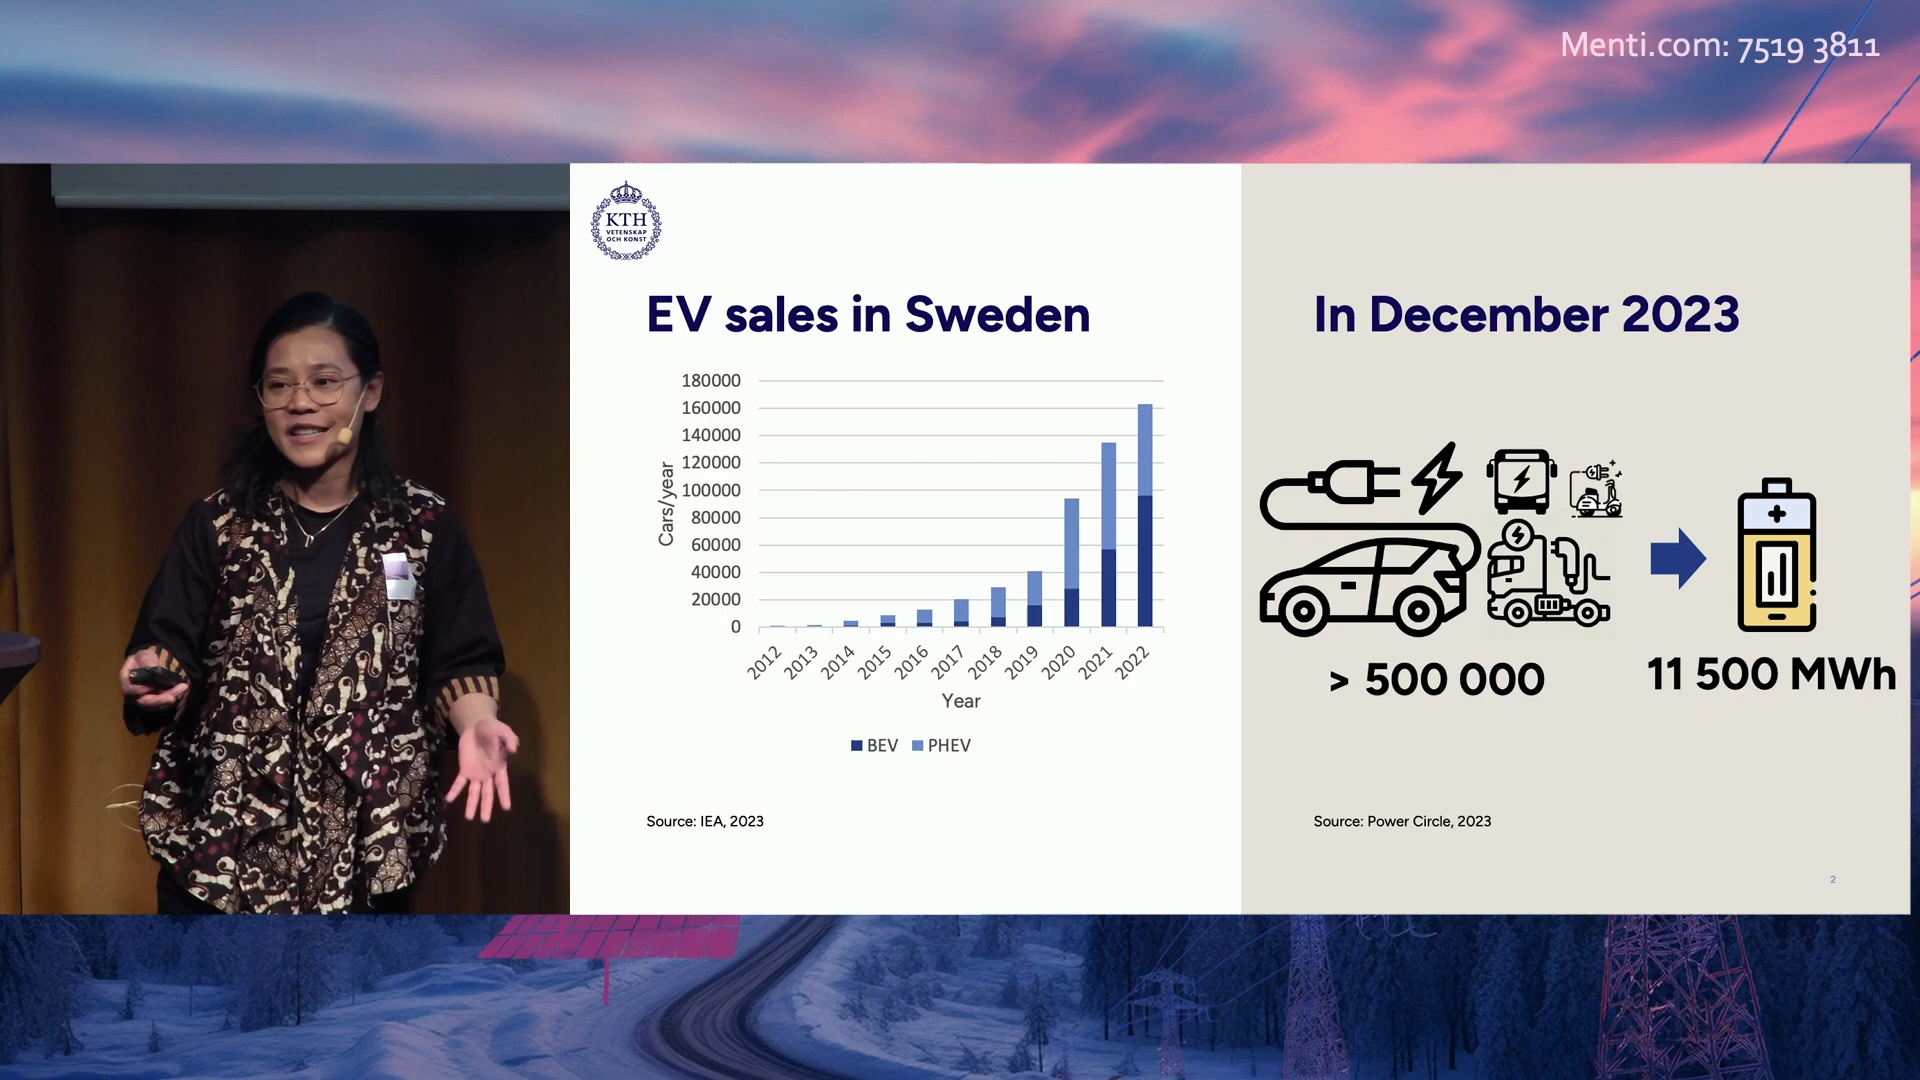 Menti.com: 7519 3811
KTH
VETENSKAP
OCH KONST
EV sales in Sweden
180000
160000
140000
120000
100000
80000
60000
40000
20000
0
Cars/year
2012
2013
2014
2015
2016
2017
2018
2019
2020
2021
2022
Year
BEV
PHEV
Source: IEA, 2023
In December 2023
> 500 000
11 500 MWh
Source: Power Circle, 2023
2